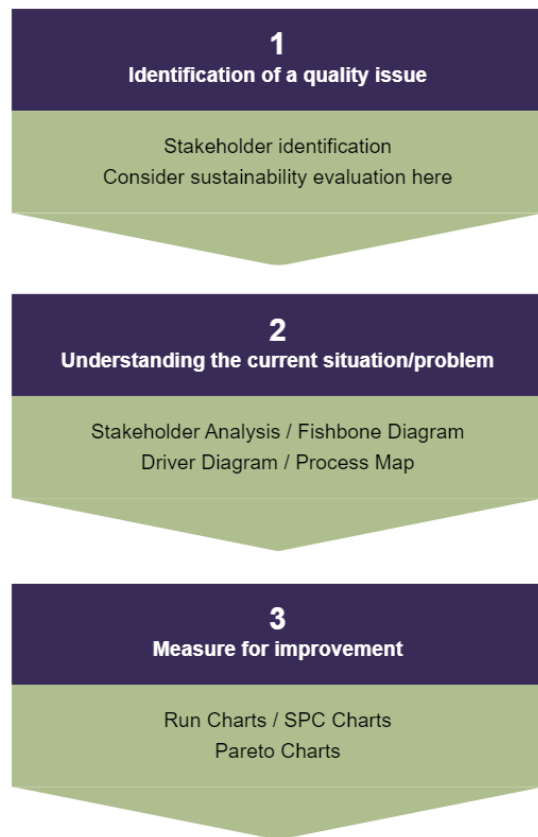 1
Identification of a quality issue
Stakeholder identification
Consider sustainability evaluation here
2
Understanding the current situation/problem
Stakeholder Analysis / Fishbone Diagram
Driver Diagram / Process Map
3
Measure for improvement
Run Charts / SPC Charts
Pareto Charts